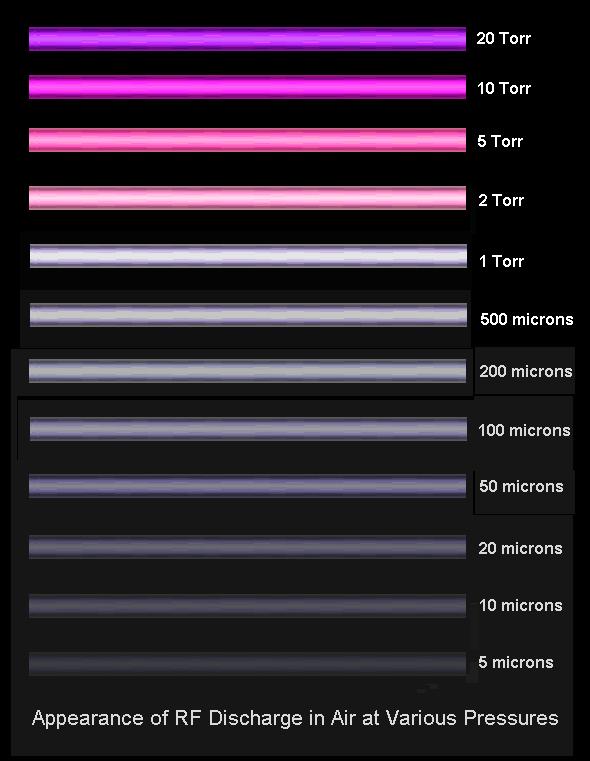 20 Torr
10 Torr
5 Torr
2 Torr
1 Torr
500 microns
200 microns
100 microns
50 microns
20 microns
10 microns
5 microns
Appearance of RF Discharge in Air at Various Pressures